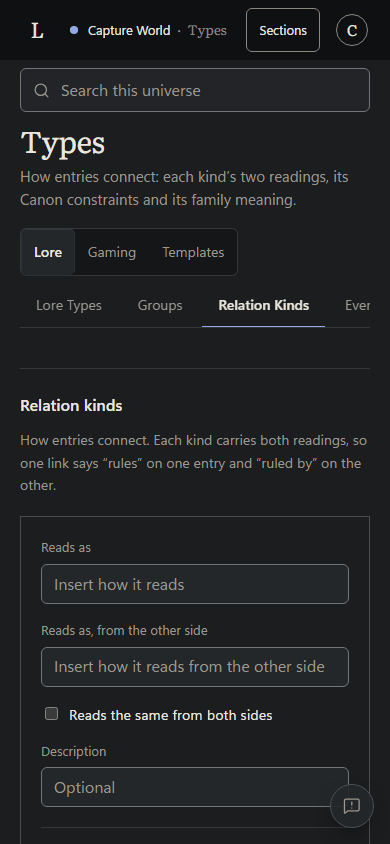 L
Capture World · Types
Sections
C
Search this universe
Types
How entries connect: each kind’s two readings, its
Canon constraints and its family meaning.
Lore Gaming Templates
Lore Types Groups Relation Kinds Ever
Relation kinds
How entries connect. Each kind carries both readings, so
one link says “rules” on one entry and “ruled by” on the
other.
Reads as
Insert how it reads
Reads as, from the other side
Insert how it reads from the other side
Reads the same from both sides
Description
Optional